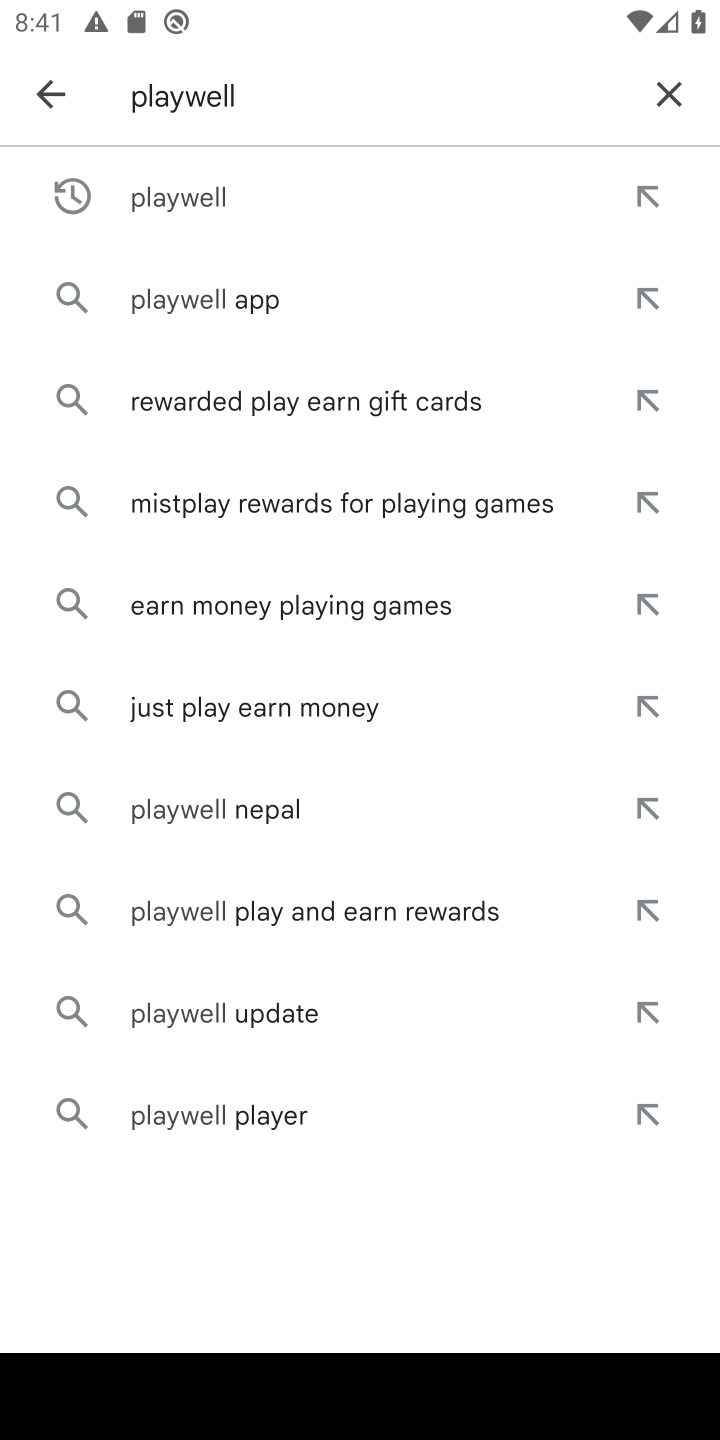 8:41
playwell
playwell
playwell app
rewarded play earn gift cards
mistplay rewards for playing games
earn money playing games
just play earn money
playwell nepal
playwell play and earn rewards
playwell update
playwell player